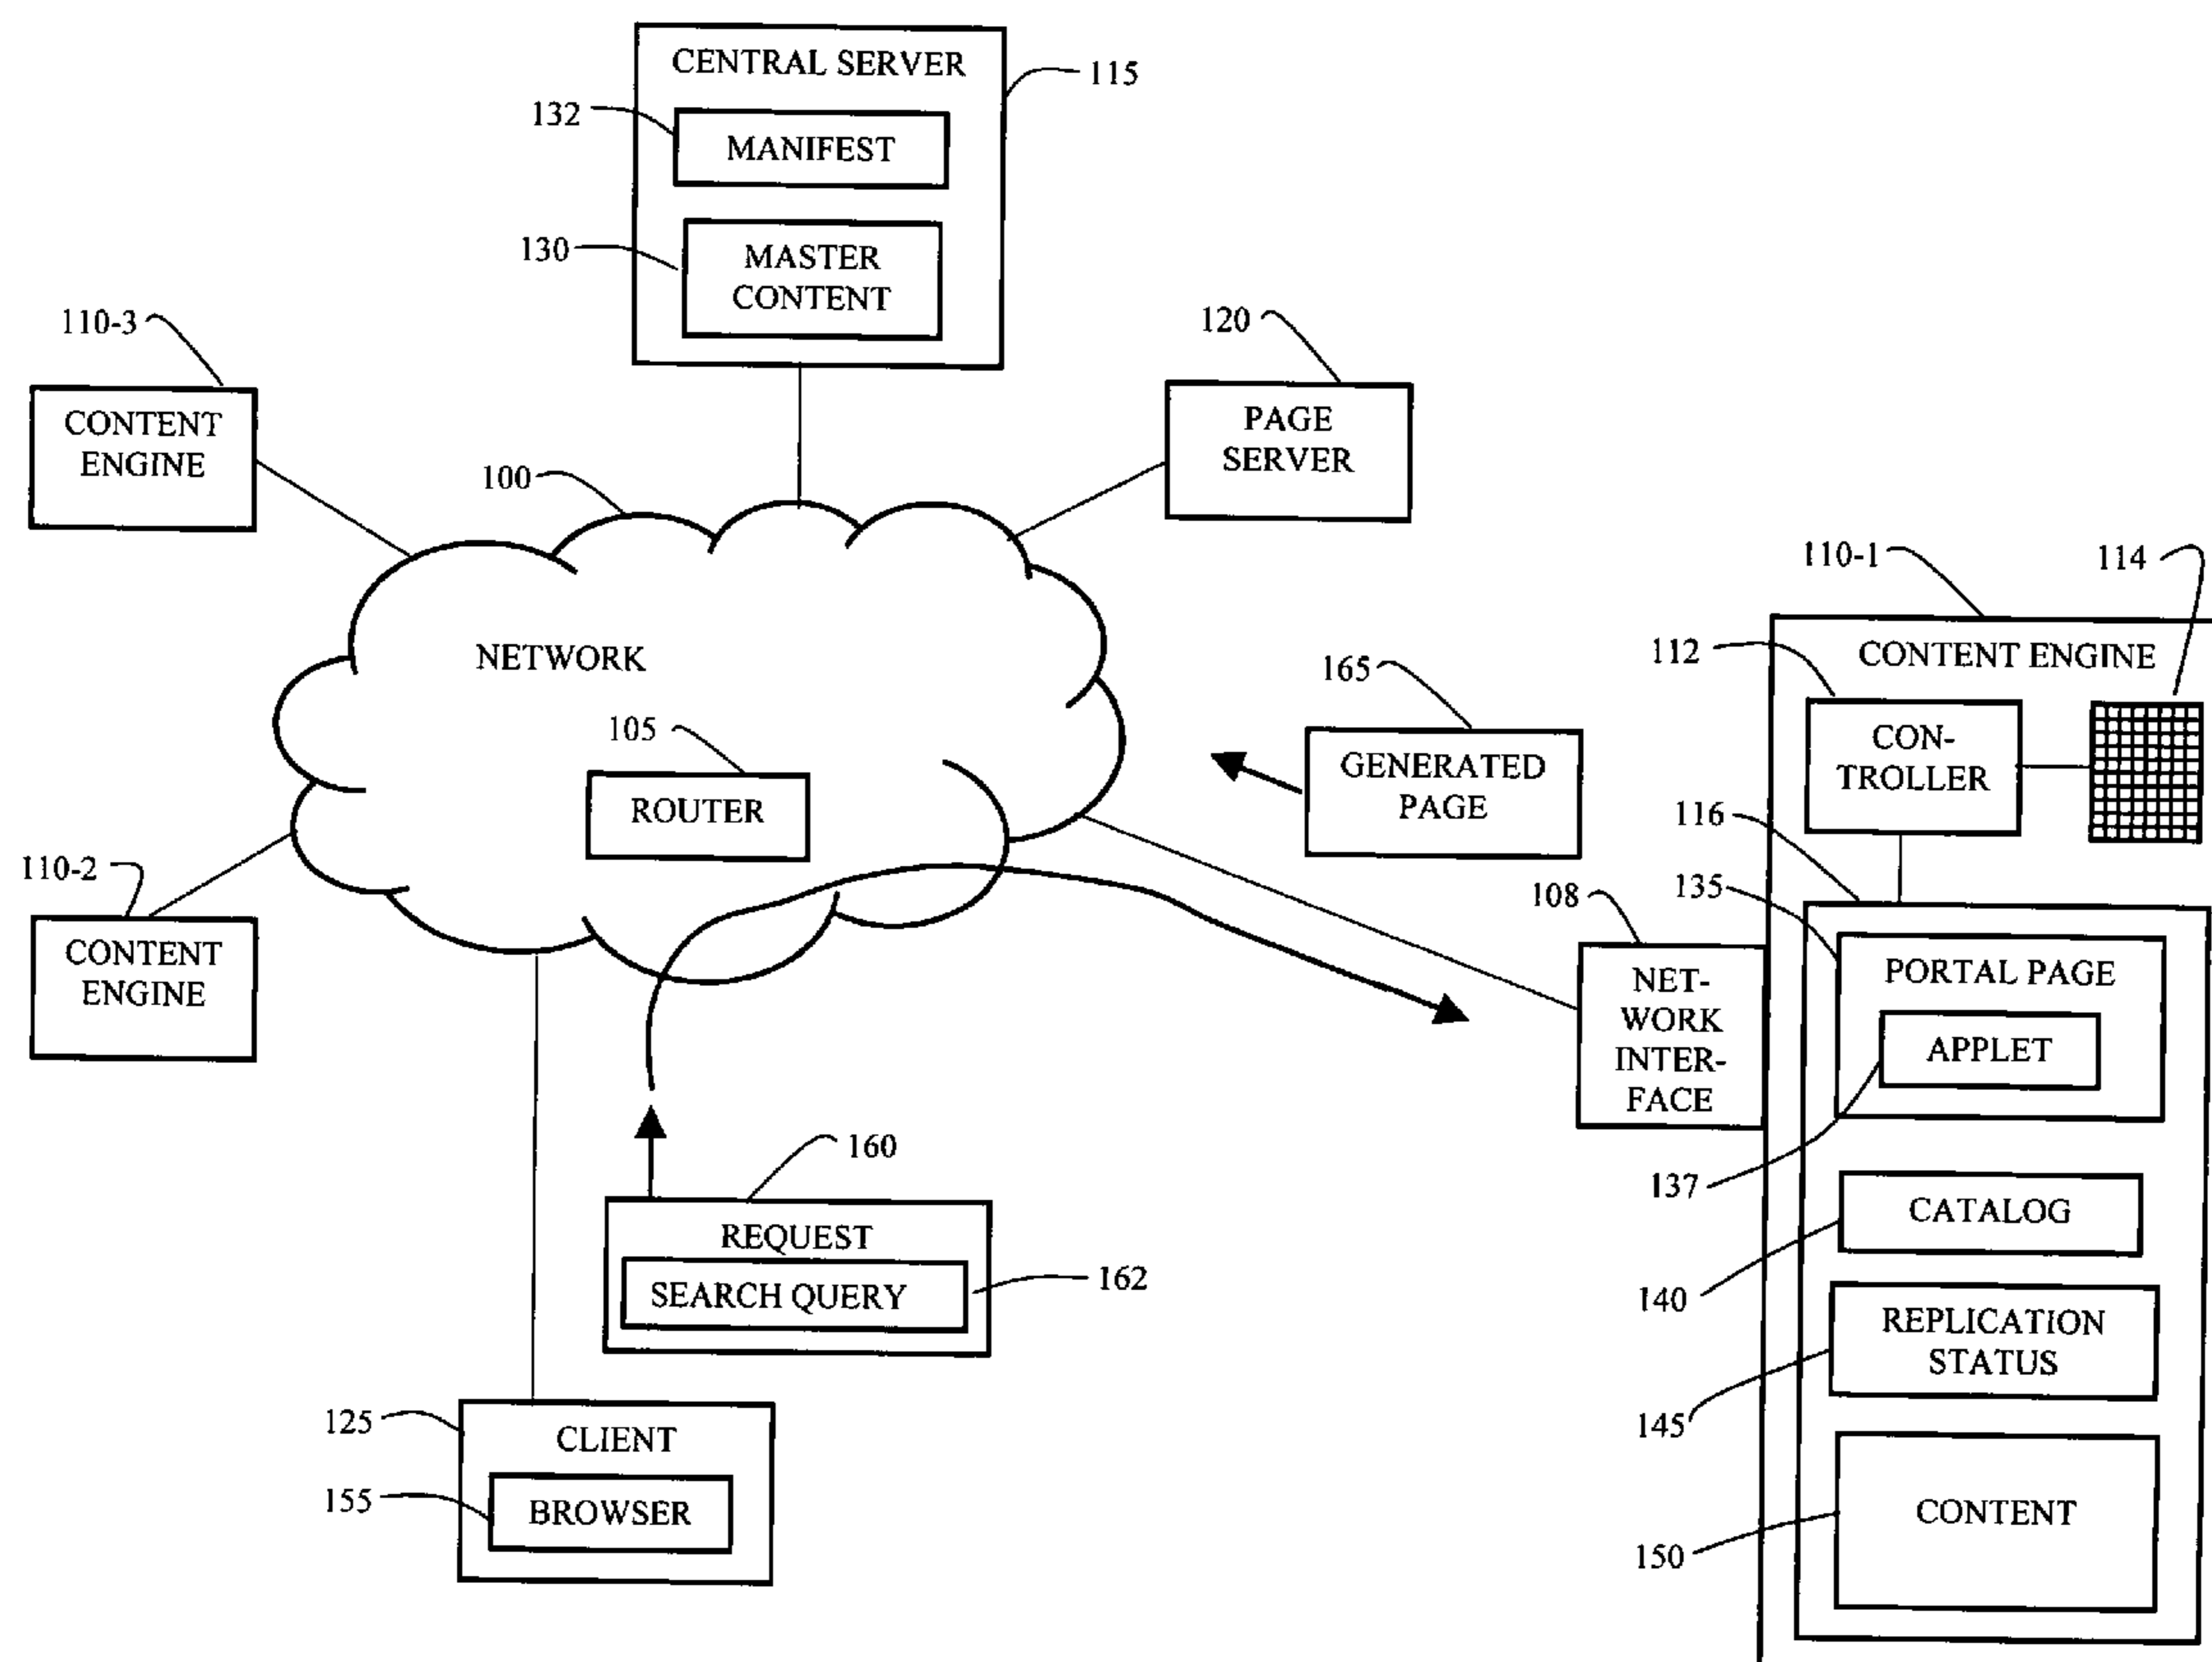 CENTRAL SERVER
115
132
MANIFEST
130
MASTER
CONTENT
110-3
CONTENT
ENGINE
120
PAGE
SERVER
100
NETWORK
105
ROUTER
110-2
CONTENT
ENGINE
165
GENERATED
PAGE
110-1
114
CONTENT ENGINE
112
CON-
TROLLER
116
135
108
NET-
WORK
INTER-
FACE
PORTAL PAGE
APPLET
137
CATALOG
140
REPLICATION
STATUS
145
CONTENT
150
160
REQUEST
SEARCH QUERY
162
125
CLIENT
155
BROWSER